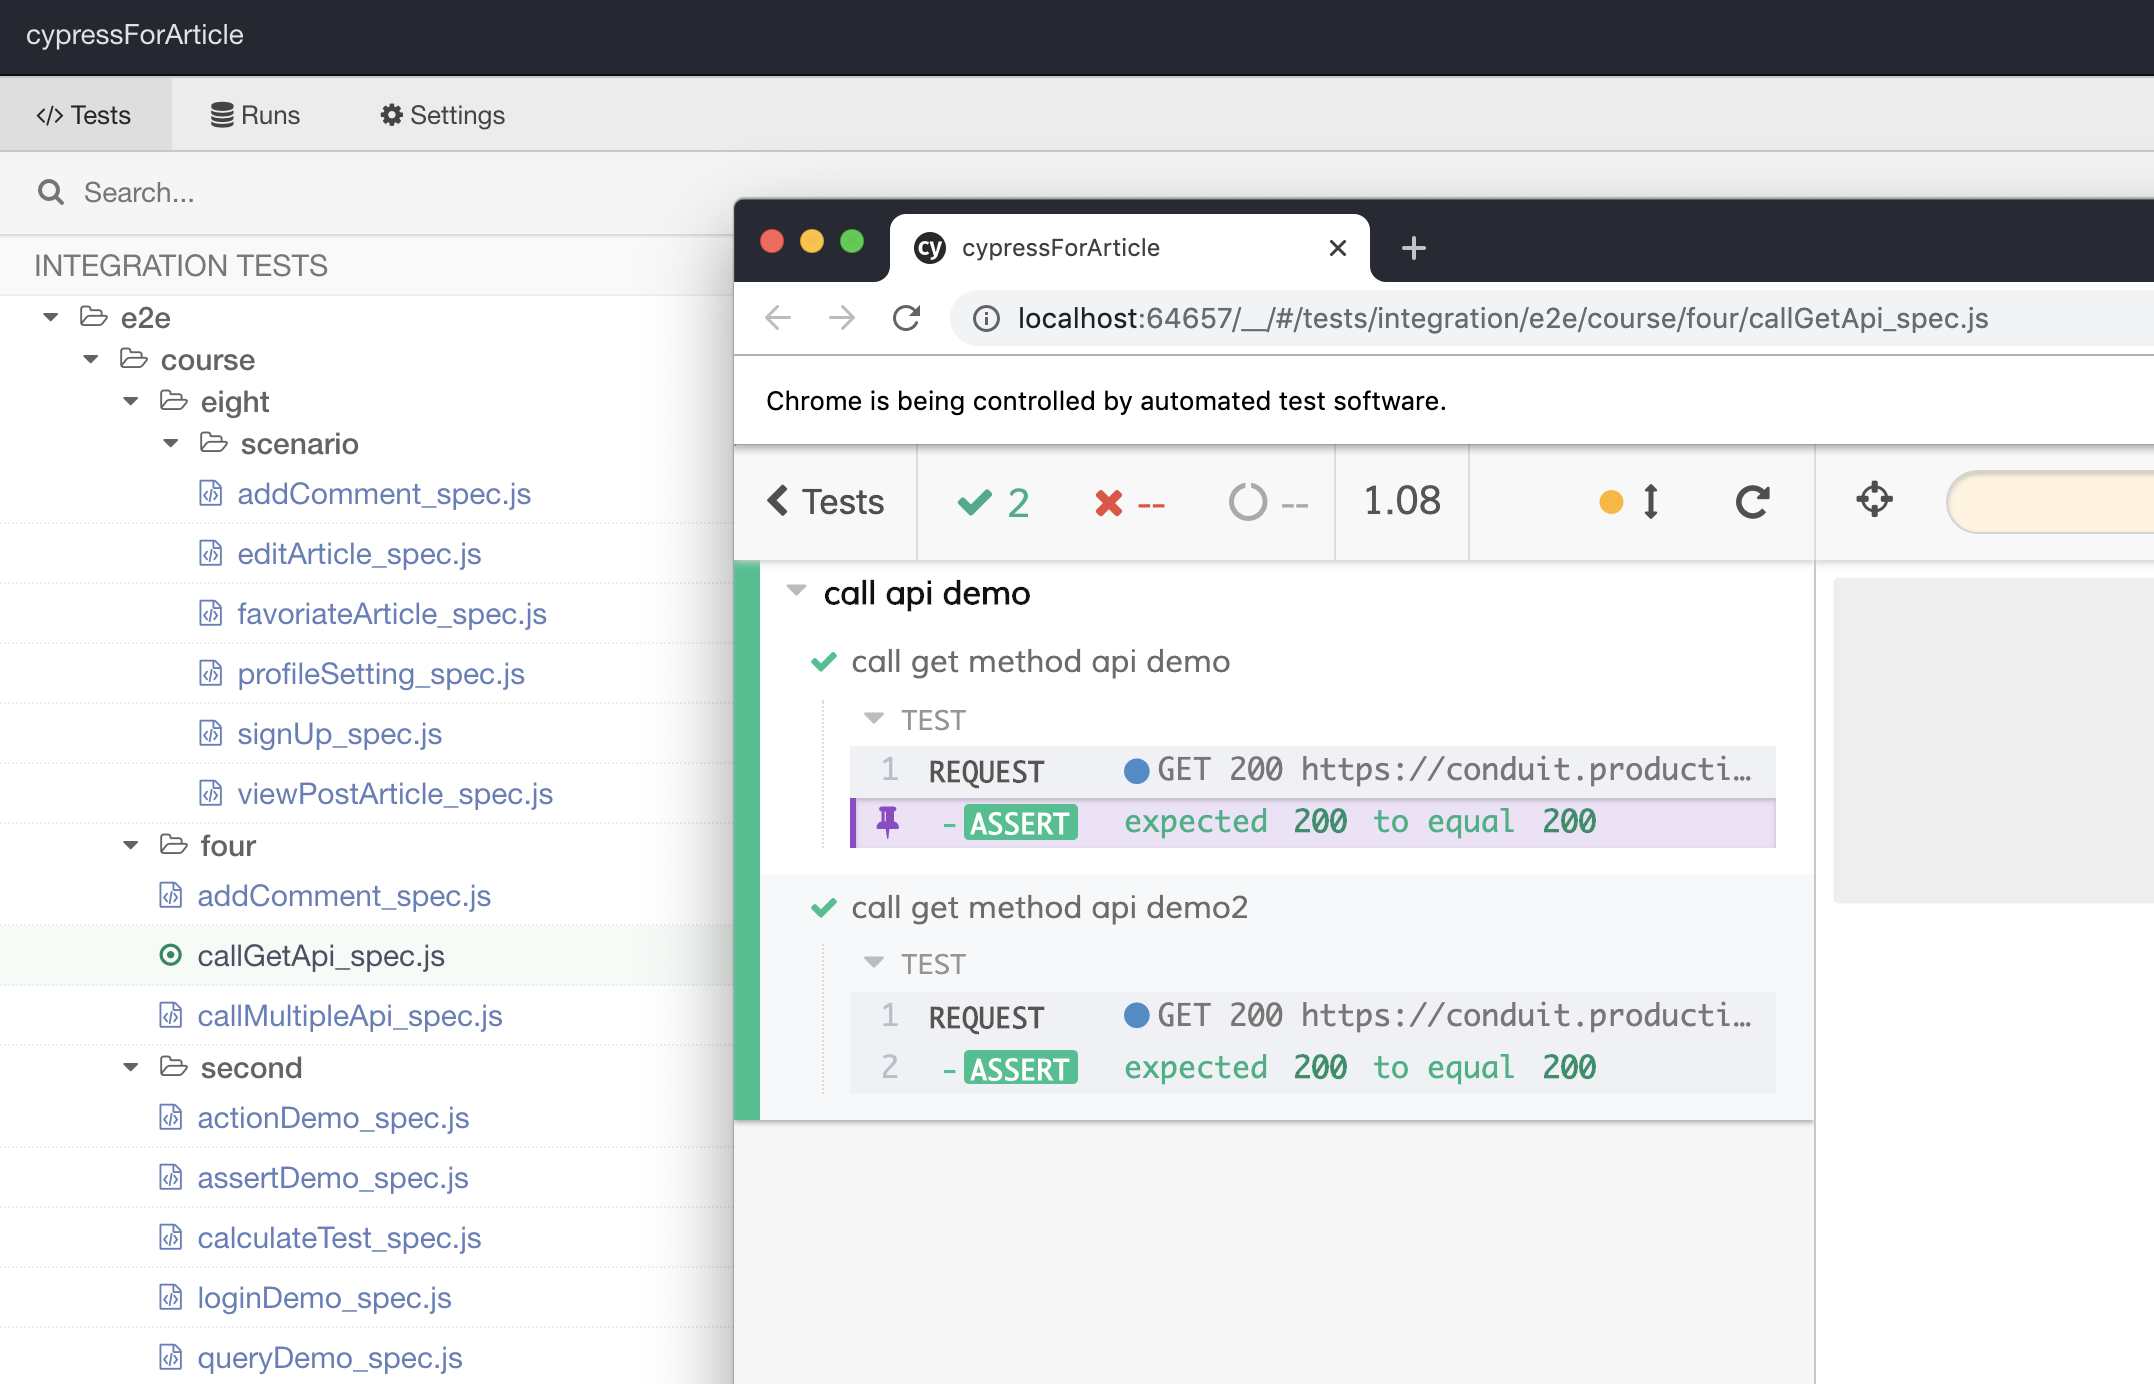 cypressForArticle
</> Tests
Runs
Settings
Search...
INTEGRATION TESTS
e2e
course
eight
scenario
addComment_spec.js
editArticle_spec.js
favoriateArticle_spec.js
profileSetting_spec.js
signUp_spec.js
viewPostArticle_spec.js
four
addComment_spec.js
callGetApi_spec.js
callMultipleApi_spec.js
second
actionDemo_spec.js
assertDemo_spec.js
calculateTest_spec.js
loginDemo_spec.js
queryDemo_spec.js
cy cypressForArticle
localhost:64657/__/#/tests/integration/e2e/course/four/callGetApi_spec.js
Chrome is being controlled by automated test software.
Tests 2 -- -- 1.08
call api demo
call get method api demo
TEST
1 REQUEST GET 200 https://conduit.producti…
-ASSERT expected 200 to equal 200
call get method api demo2
TEST
1 REQUEST GET 200 https://conduit.producti…
2 -ASSERT expected 200 to equal 200